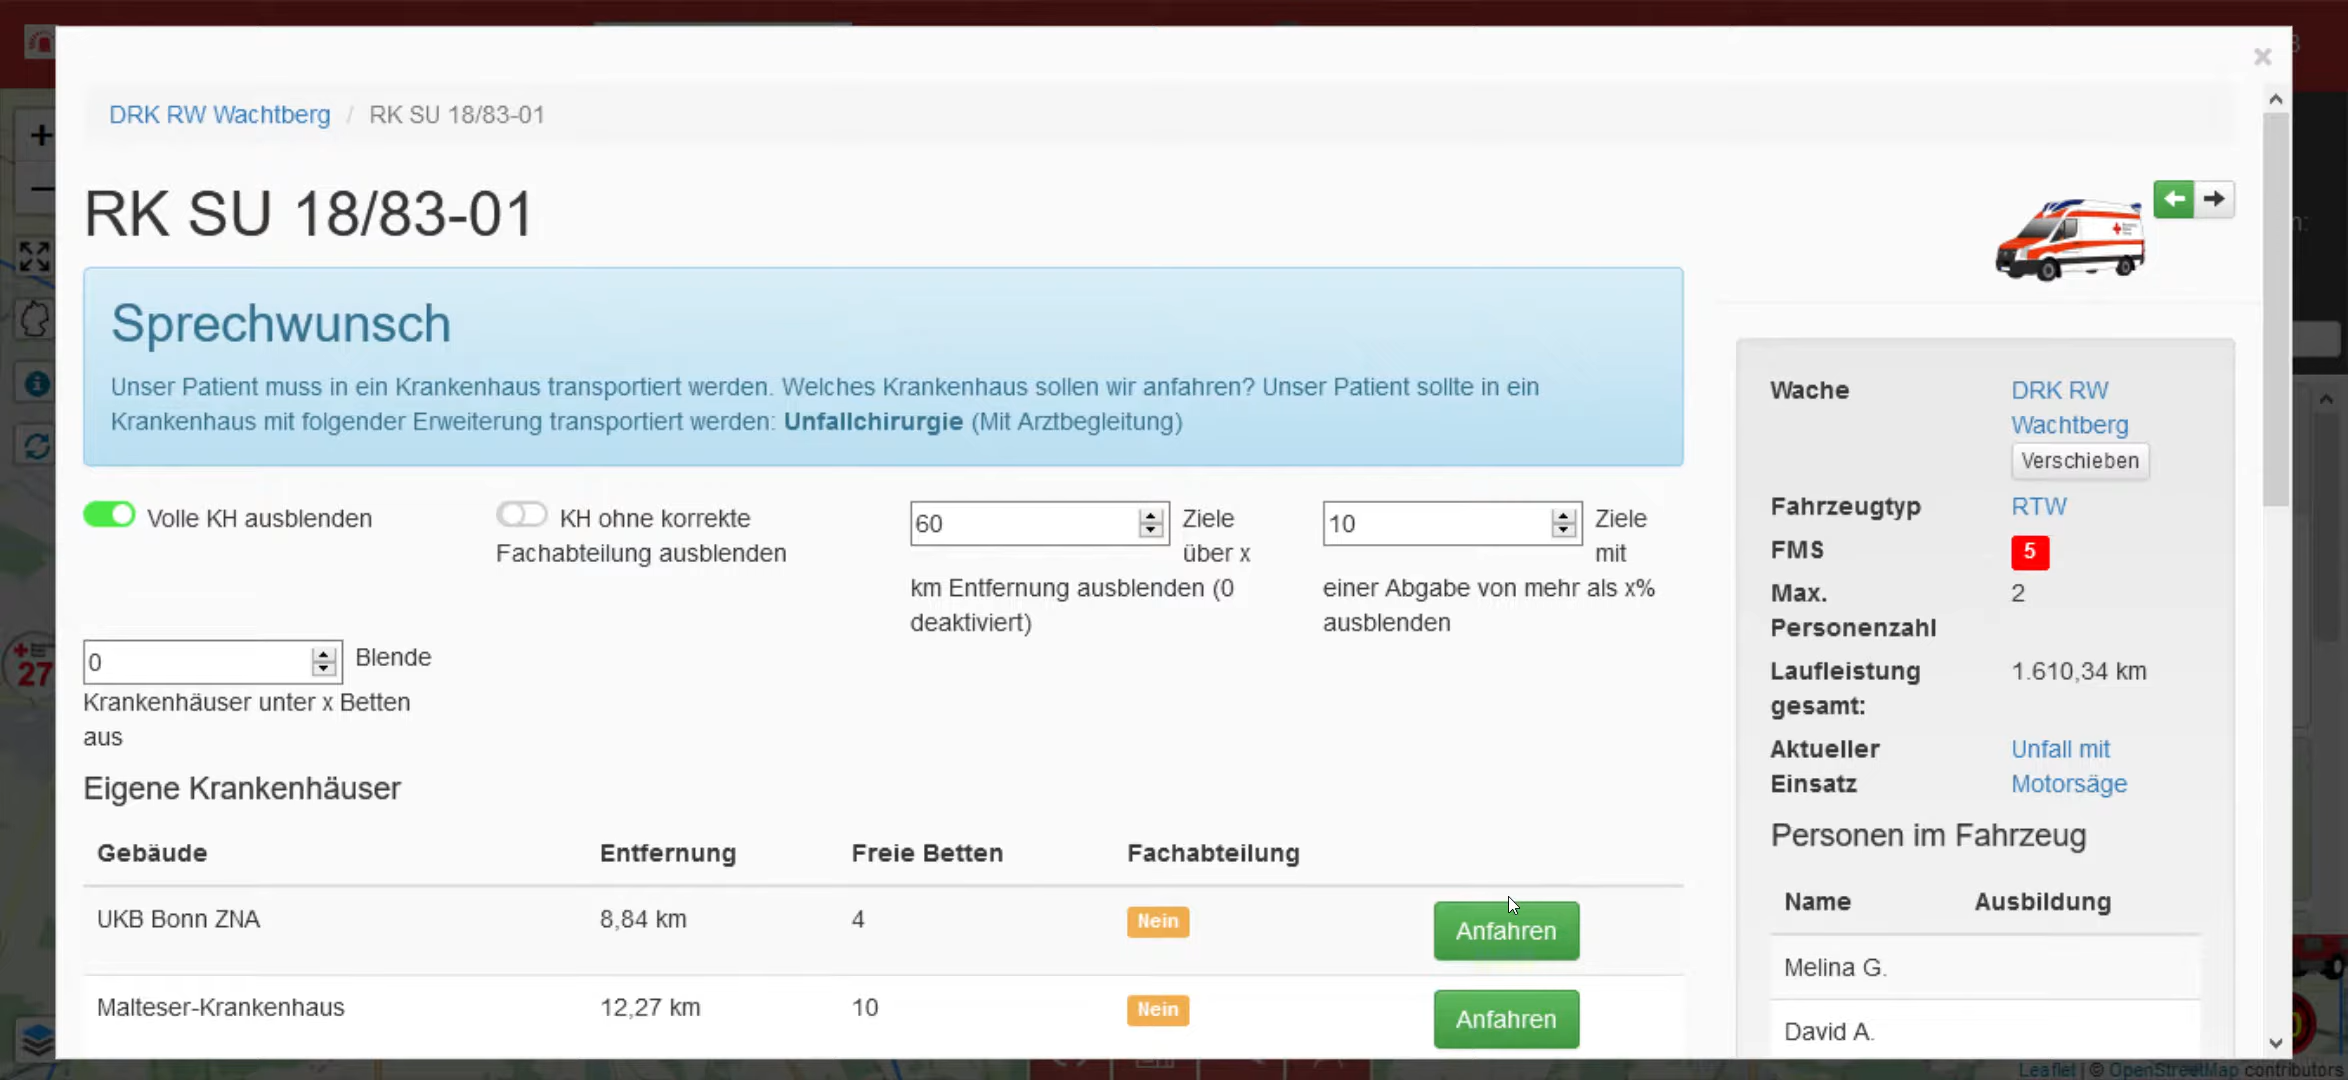 DRK RW Wachtberg / RK SU 18/83-01
RK SU 18/83-01
Sprechwunsch
Unser Patient muss in ein Krankenhaus transportiert werden. Welches Krankenhaus sollen wir anfahren? Unser Patient sollte in ein
Krankenhaus mit folgender Erweiterung transportiert werden: Unfallchirurgie (Mit Arztbegleitung)
Volle KH ausblenden
KH ohne korrekte
Fachabteilung ausblenden
60 Ziele
über x
km Entfernung ausblenden (0
deaktiviert)
10 Ziele
mit
einer Abgabe von mehr als x%
ausblenden
0 Blende
Krankenhäuser unter x Betten
aus
Eigene Krankenhäuser
Gebäude Entfernung Freie Betten Fachabteilung
UKB Bonn ZNA 8,84 km 4 Nein Anfahren
Malteser-Krankenhaus 12,27 km 10 Nein Anfahren
Wache DRK RW
Wachtberg
Verschieben
Fahrzeugtyp RTW
FMS 5
Max. 2
Personenzahl
Laufleistung 1.610,34 km
gesamt:
Aktueller Unfall mit
Einsatz Motorsäge
Personen im Fahrzeug
Name Ausbildung
Melina G.
David A.
27
Leaflet | © OpenStreetMap contributors